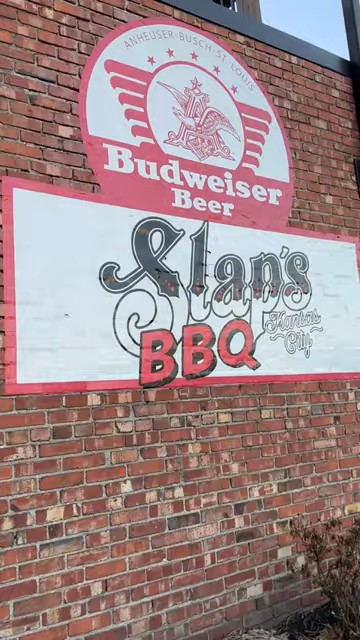 ANHEUSER-BUSCH·ST. LOUIS
Budweiser
Beer
Slap's
BBQ
Kansas
City